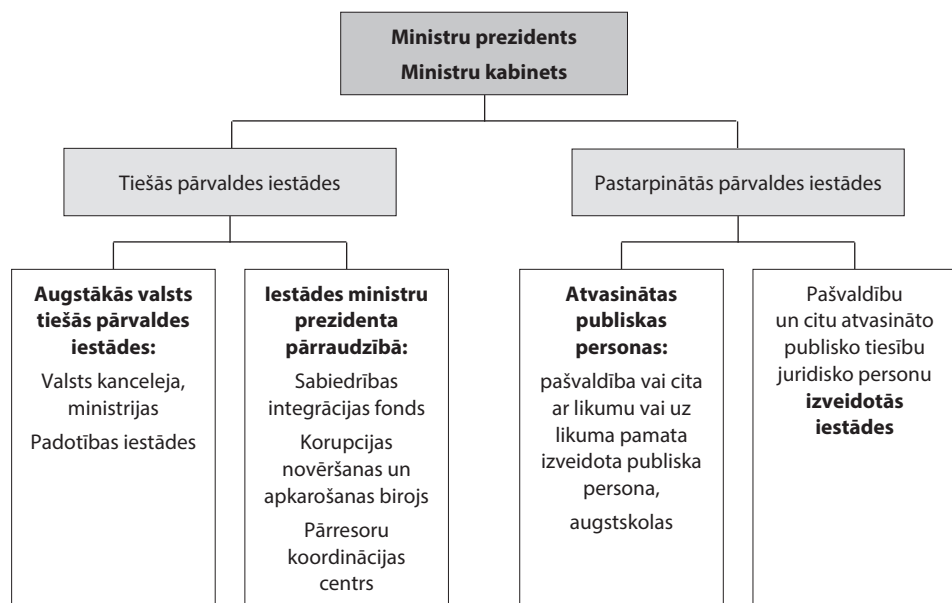 Ministru prezidents
Ministru kabinets
Tiešās pārvaldes iestādes
Pastarpinātās pārvaldes iestādes
Augstākās valsts
tiešās pārvaldes
iestādes:
Valsts kanceleja,
ministrijas
Padotības iestādes
Iestādes ministru
prezidenta
pārraudzībā:
Sabiedrības
integrācijas fonds
Korupcijas
novēršanas un
apkarošanas birojs
Pārresoru
koordinācijas
centrs
Atvasinātas
publiskas
personas:
pašvaldība vai cita
ar likumu vai uz
likuma pamata
izveidota publiska
persona,
augstskolas
Pašvaldību
un citu atvasināto
publisko tiesību
juridisko personu
izveidotās
iestādes